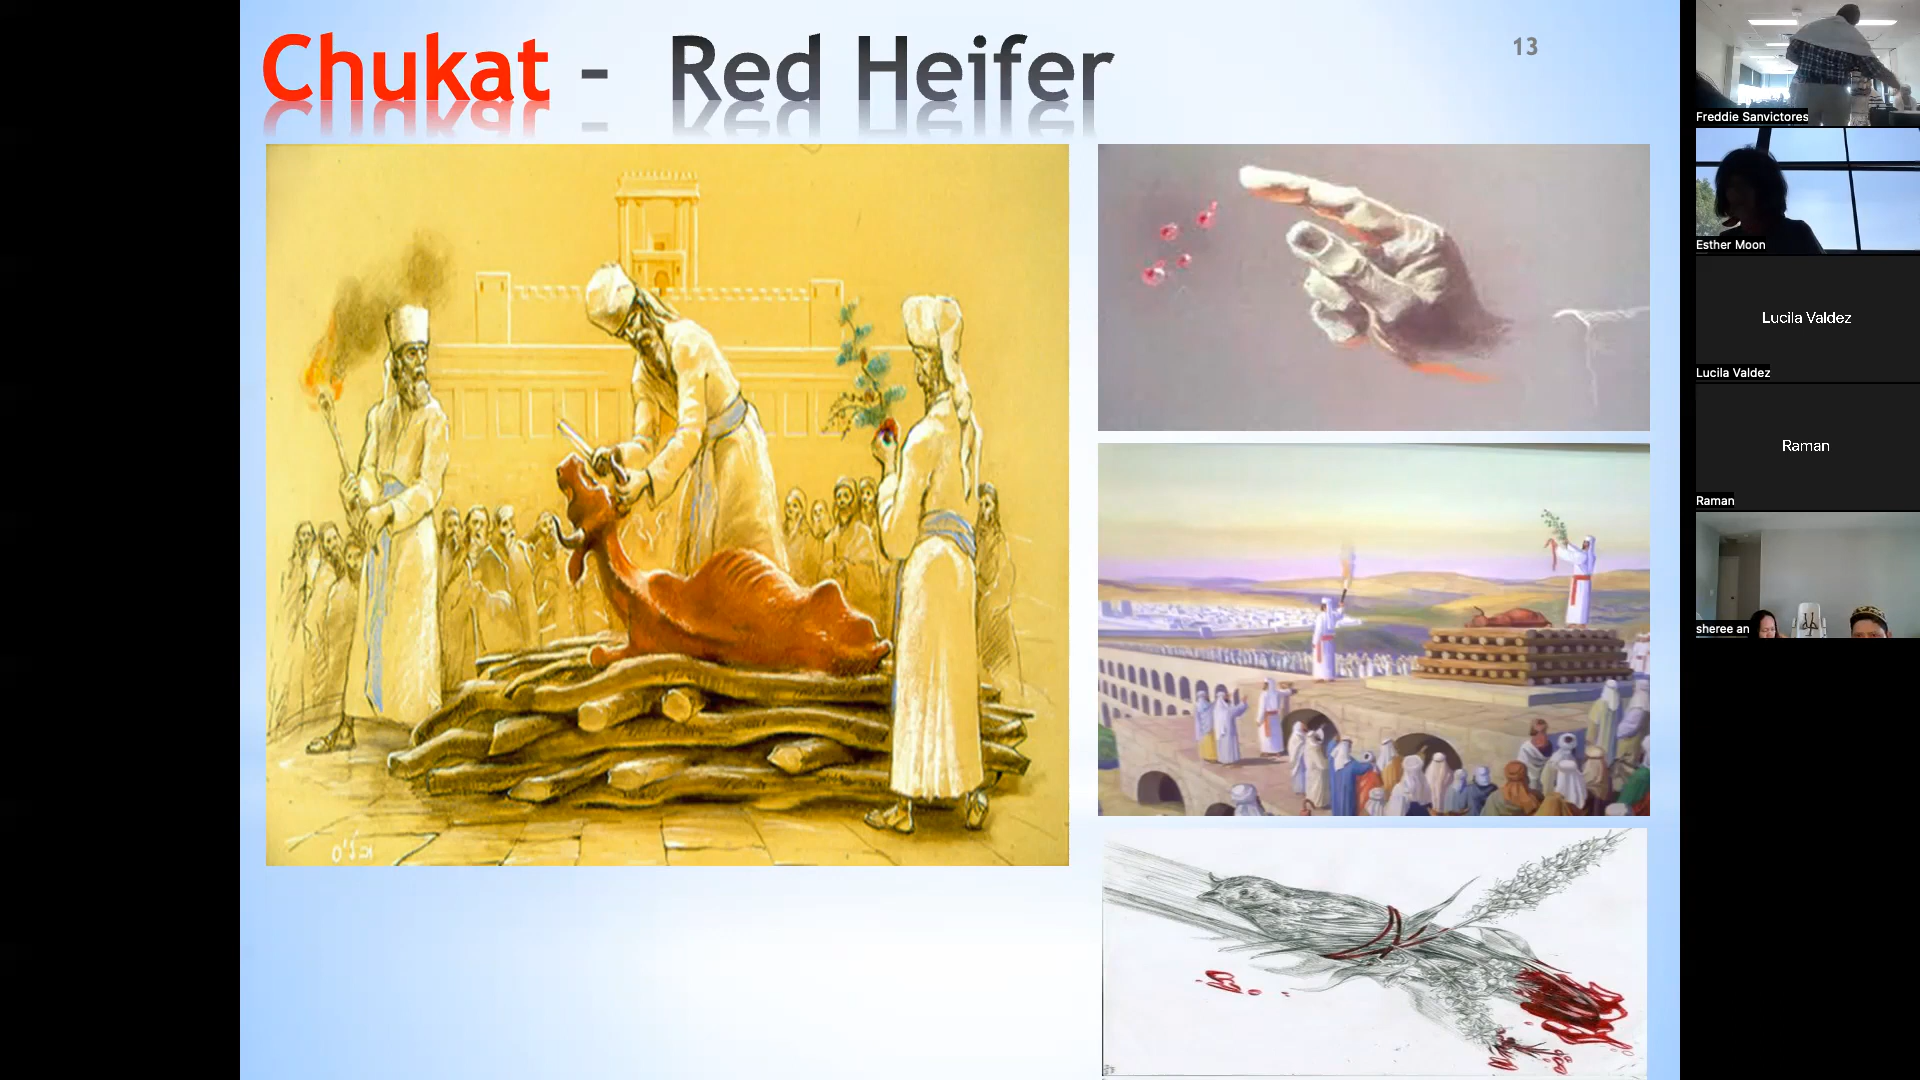 Chukat - Red Heifer
13
Freddie Sanvictores
Esther Moon
Lucila Valdez
Lucila Valdez
Raman
Raman
sheree an